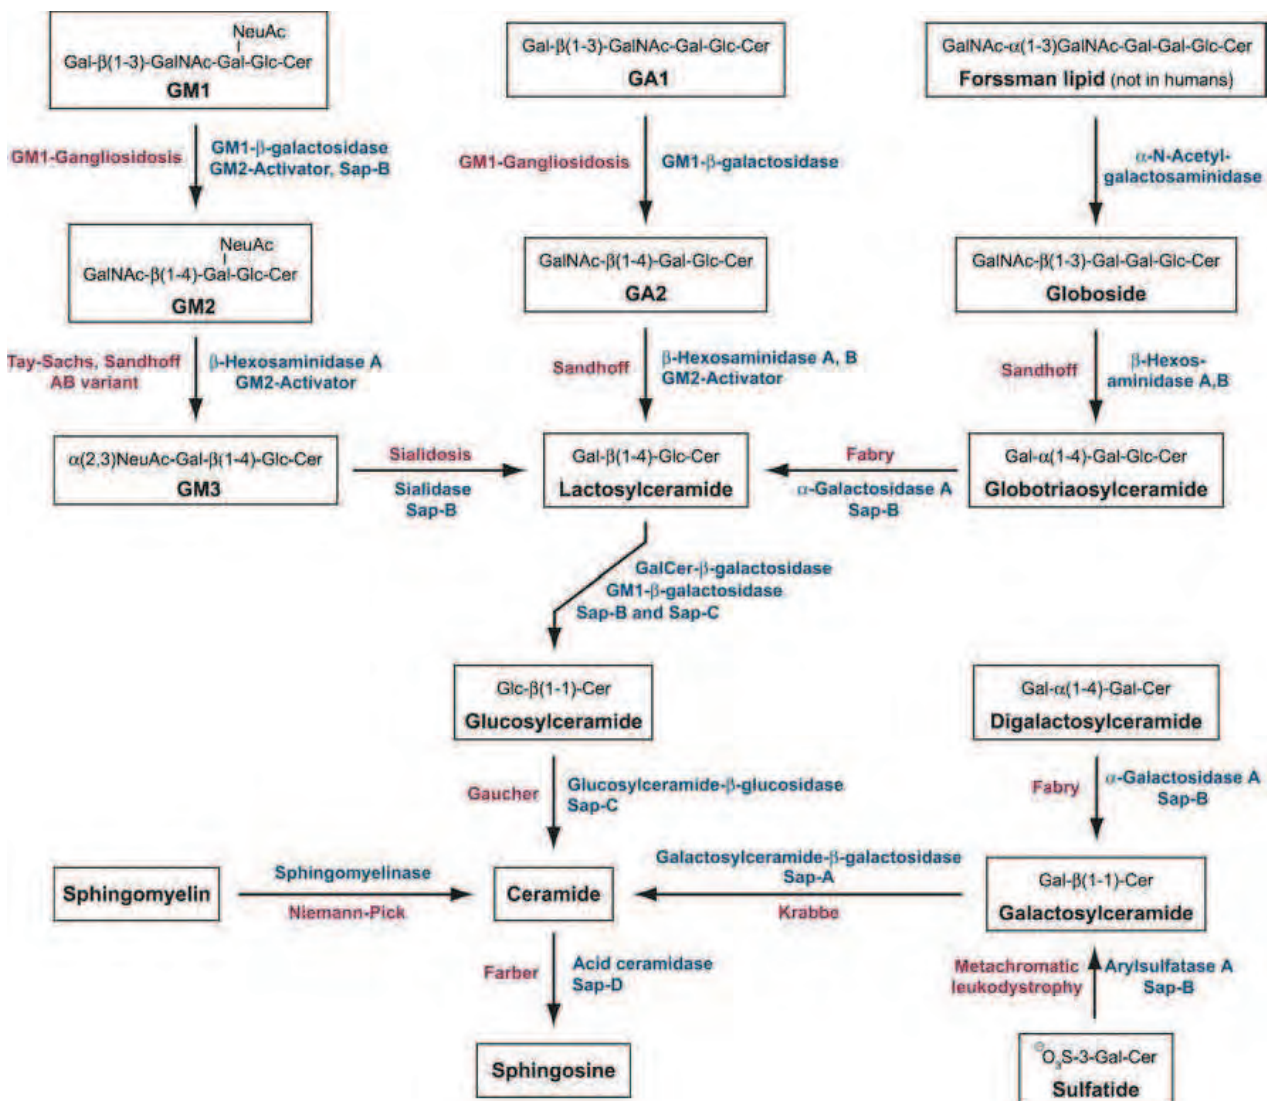 NeuAc
Gal-β(1-3)-GalNAc-Gal-Glc-Cer
GM1
Gal-β(1-3)-GalNAc-Gal-Glc-Cer
GA1
GalNAc-α(1-3)GalNAc-Gal-Gal-Glc-Cer
Forssman lipid (not in humans)
GM1-Gangliosidosis
GM1-β-galactosidase
GM2-Activator, Sap-B
GM1-Gangliosidosis
GM1-β-galactosidase
α-N-Acetyl-
galactosaminidase
NeuAc
GalNAc-β(1-4)-Gal-Glc-Cer
GM2
GalNAc-β(1-4)-Gal-Glc-Cer
GA2
GalNAc-β(1-3)-Gal-Gal-Glc-Cer
Globoside
Tay-Sachs, Sandhoff
AB variant
β-Hexosaminidase A
GM2-Activator
Sandhoff
β-Hexosaminidase A, B
GM2-Activator
Sandhoff
β-Hexos-
aminidase A,B
α(2,3)NeuAc-Gal-β(1-4)-Glc-Cer
GM3
Sialidosis
Sialidase
Sap-B
Gal-β(1-4)-Glc-Cer
Lactosylceramide
Fabry
α-Galactosidase A
Sap-B
Gal-α(1-4)-Gal-Glc-Cer
Globotriaosylceramide
GalCer-β-galactosidase
GM1-β-galactosidase
Sap-B and Sap-C
Glc-β(1-1)-Cer
Glucosylceramide
Gal-α(1-4)-Gal-Cer
Digalactosylceramide
Gaucher
Glucosylceramide-β-glucosidase
Sap-C
Fabry
α-Galactosidase A
Sap-B
Sphingomyelin
Sphingomyelinase
Niemann-Pick
Ceramide
Galactosylceramide-β-galactosidase
Sap-A
Krabbe
Gal-β(1-1)-Cer
Galactosylceramide
Farber
Acid ceramidase
Sap-D
Metachromatic
leukodystrophy
Arylsulfatase A
Sap-B
Sphingosine
⊖O₃S-3-Gal-Cer
Sulfatide